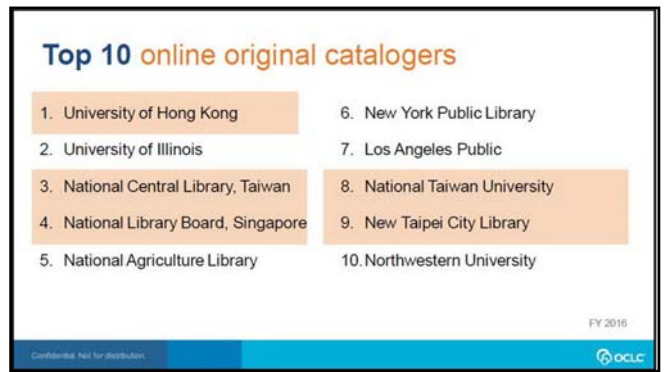 Top 10 online original catalogers
1. University of Hong Kong
2. University of Illinois
3. National Central Library, Taiwan
4. National Library Board, Singapore
5. National Agriculture Library
6. New York Public Library
7. Los Angeles Public
8. National Taiwan University
9. New Taipei City Library
10. Northwestern University
FY 2016
Confidential. Not for distribution.
OCLC